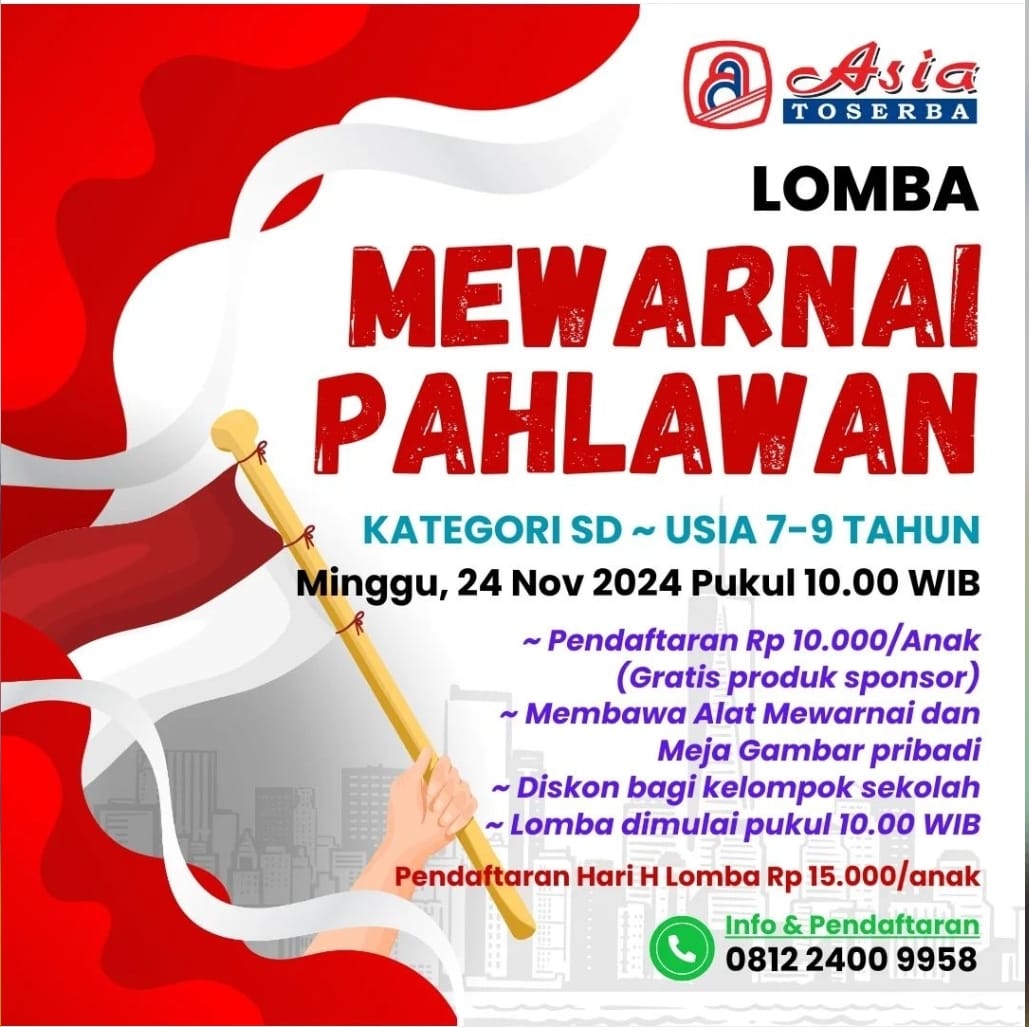 Asia
TOSERBA
LOMBA
MEWARNAI
PAHLAWAN
KATEGORI SD ~ USIA 7-9 TAHUN
Minggu, 24 Nov 2024 Pukul 10.00 WIB
~ Pendaftaran Rp 10.000/Anak
(Gratis produk sponsor)
~ Membawa Alat Mewarnai dan
Meja Gambar pribadi
~ Diskon bagi kelompok sekolah
~ Lomba dimulai pukul 10.00 WIB
Pendaftaran Hari H Lomba Rp 15.000/anak
Info & Pendaftaran
0812 2400 9958